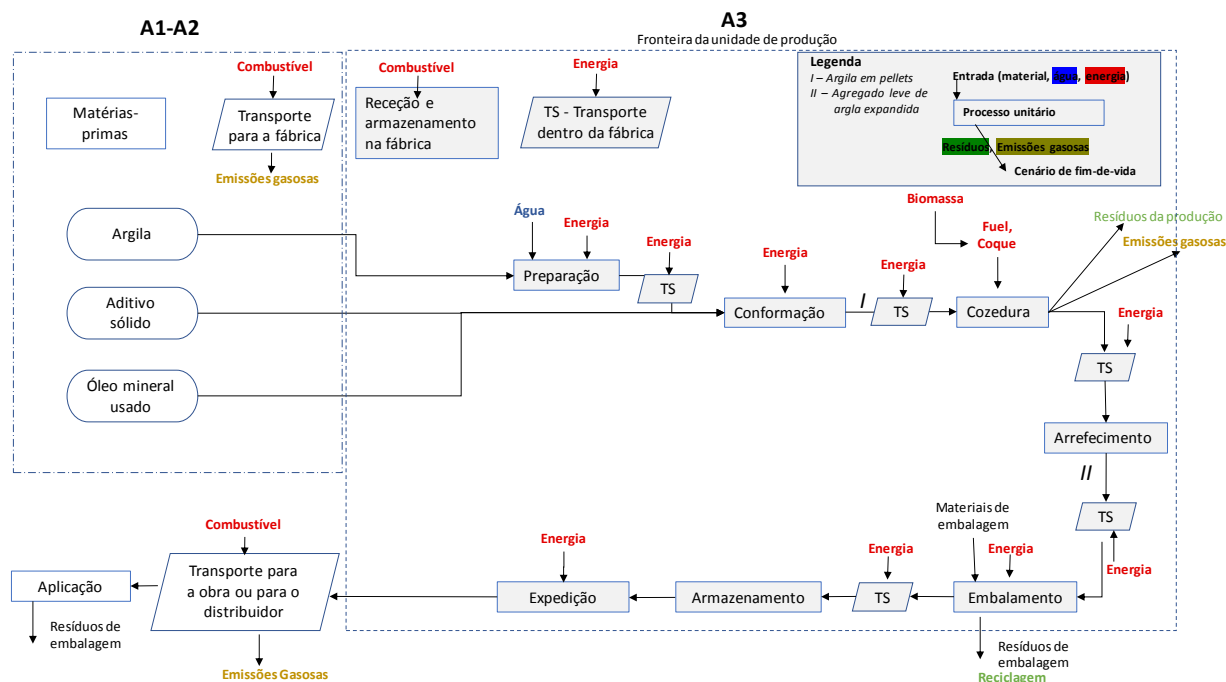 A1-A2
A3
Fronteira da unidade de produção
Combustível
Combustível
Energia
Matérias-
primas
Transporte
para a fábrica
Receção e
armazenamento
na fábrica
TS - Transporte
dentro da fábrica
Emissões gasosas
Legenda
I – Argila em pellets
II – Agregado leve de
argla expandida
Entrada (material, água, energia)
Processo unitário
Resíduos, Emissões gasosas
Cenário de fim-de-vida
Argila
Água
Energia
Energia
Preparação
TS
Aditivo
sólido
Energia
Conformação
I
Energia
TS
Biomassa
Fuel,
Coque
Cozedura
Resíduos da produção
Emissões gasosas
Óleo mineral
usado
Energia
TS
Arrefecimento
II
TS
Energia
Materiais de
embalagem
Energia
Embalamento
Resíduos de
embalagem
Reciclagem
Energia
TS
Armazenamento
Energia
Expedição
Combustível
Transporte para
a obra ou para o
distribuidor
Emissões Gasosas
Aplicação
Resíduos de
embalagem